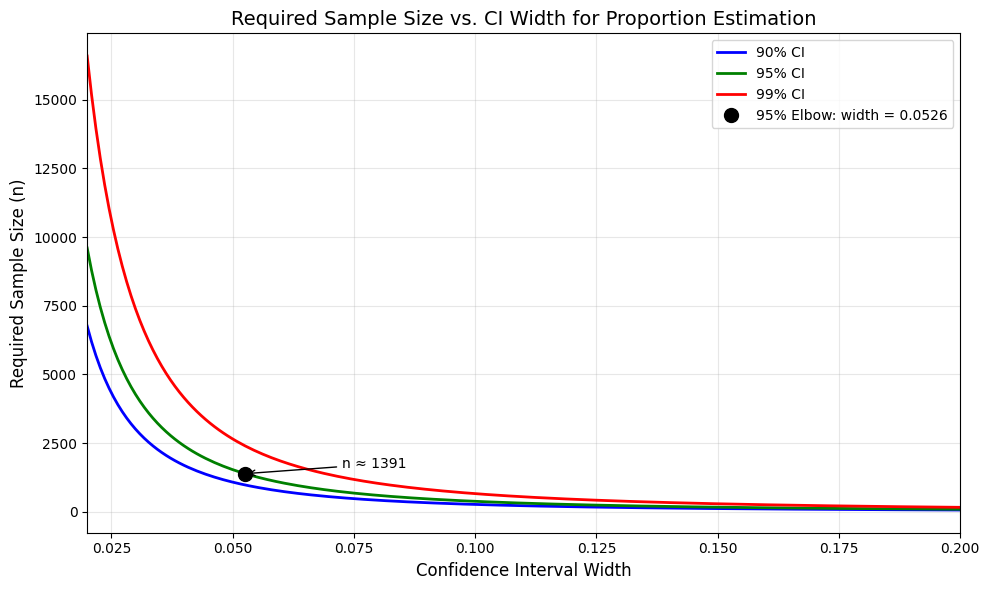 Required Sample Size vs. CI Width for Proportion Estimation
90% CI
95% CI
99% CI
95% Elbow: width = 0.0526
Required Sample Size (n)
15000
12500
10000
7500
5000
2500
0
n ≈ 1391
0.025
0.050
0.075
0.100
0.125
0.150
0.175
0.200
Confidence Interval Width